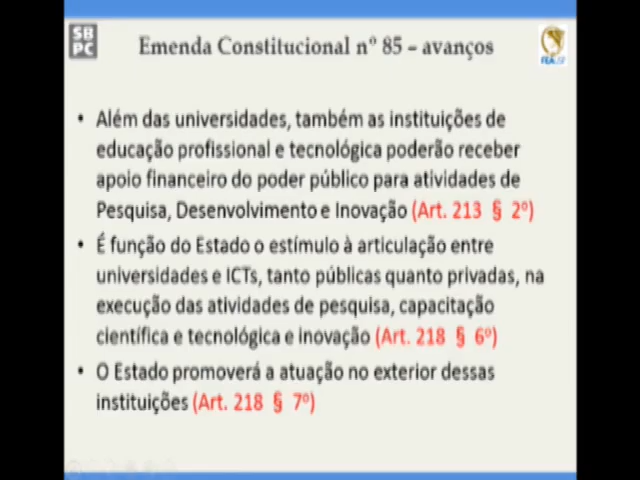 SB
PC
Emenda Constitucional nº 85 – avanços
FEA
• Além das universidades, também as instituições de
educação profissional e tecnológica poderão receber
apoio financeiro do poder público para atividades de
Pesquisa, Desenvolvimento e Inovação (Art. 213 § 2º)
• É função do Estado o estímulo à articulação entre
universidades e ICTs, tanto públicas quanto privadas, na
execução das atividades de pesquisa, capacitação
científica e tecnológica e inovação (Art. 218 § 6º)
• O Estado promoverá a atuação no exterior dessas
instituições (Art. 218 § 7º)